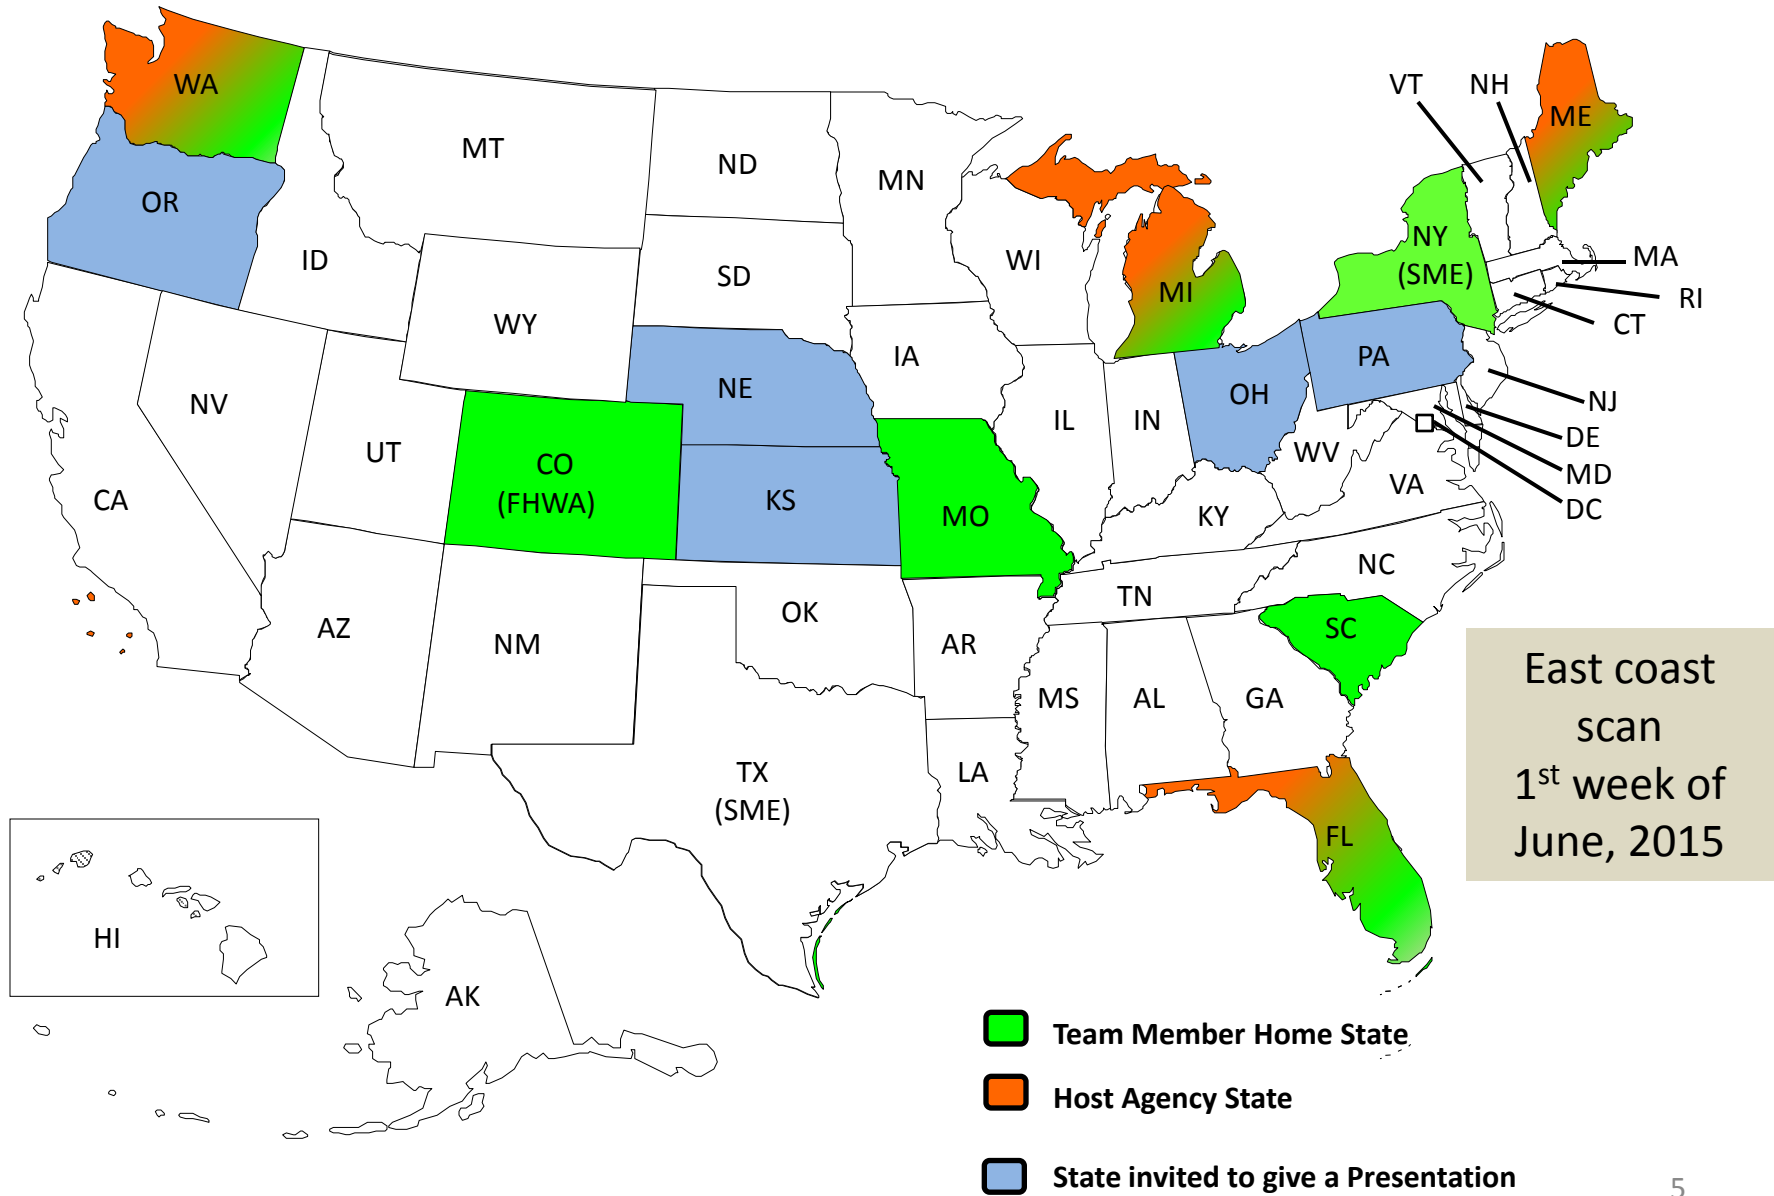 WA
MT
ND
MN
VT
NH
ME
OR
ID
SD
WI
MI
NY
(SME)
MA
RI
CT
WY
IA
NE
PA
OH
NJ
NV
UT
CO
(FHWA)
KS
MO
IL
IN
WV
VA
DE
MD
DC
CA
KY
NC
AZ
NM
OK
AR
TN
SC
MS
AL
GA
TX
(SME)
LA
FL
HI
AK
East coast
scan
1st week of
June, 2015
Team Member Home State
Host Agency State
State invited to give a Presentation
5